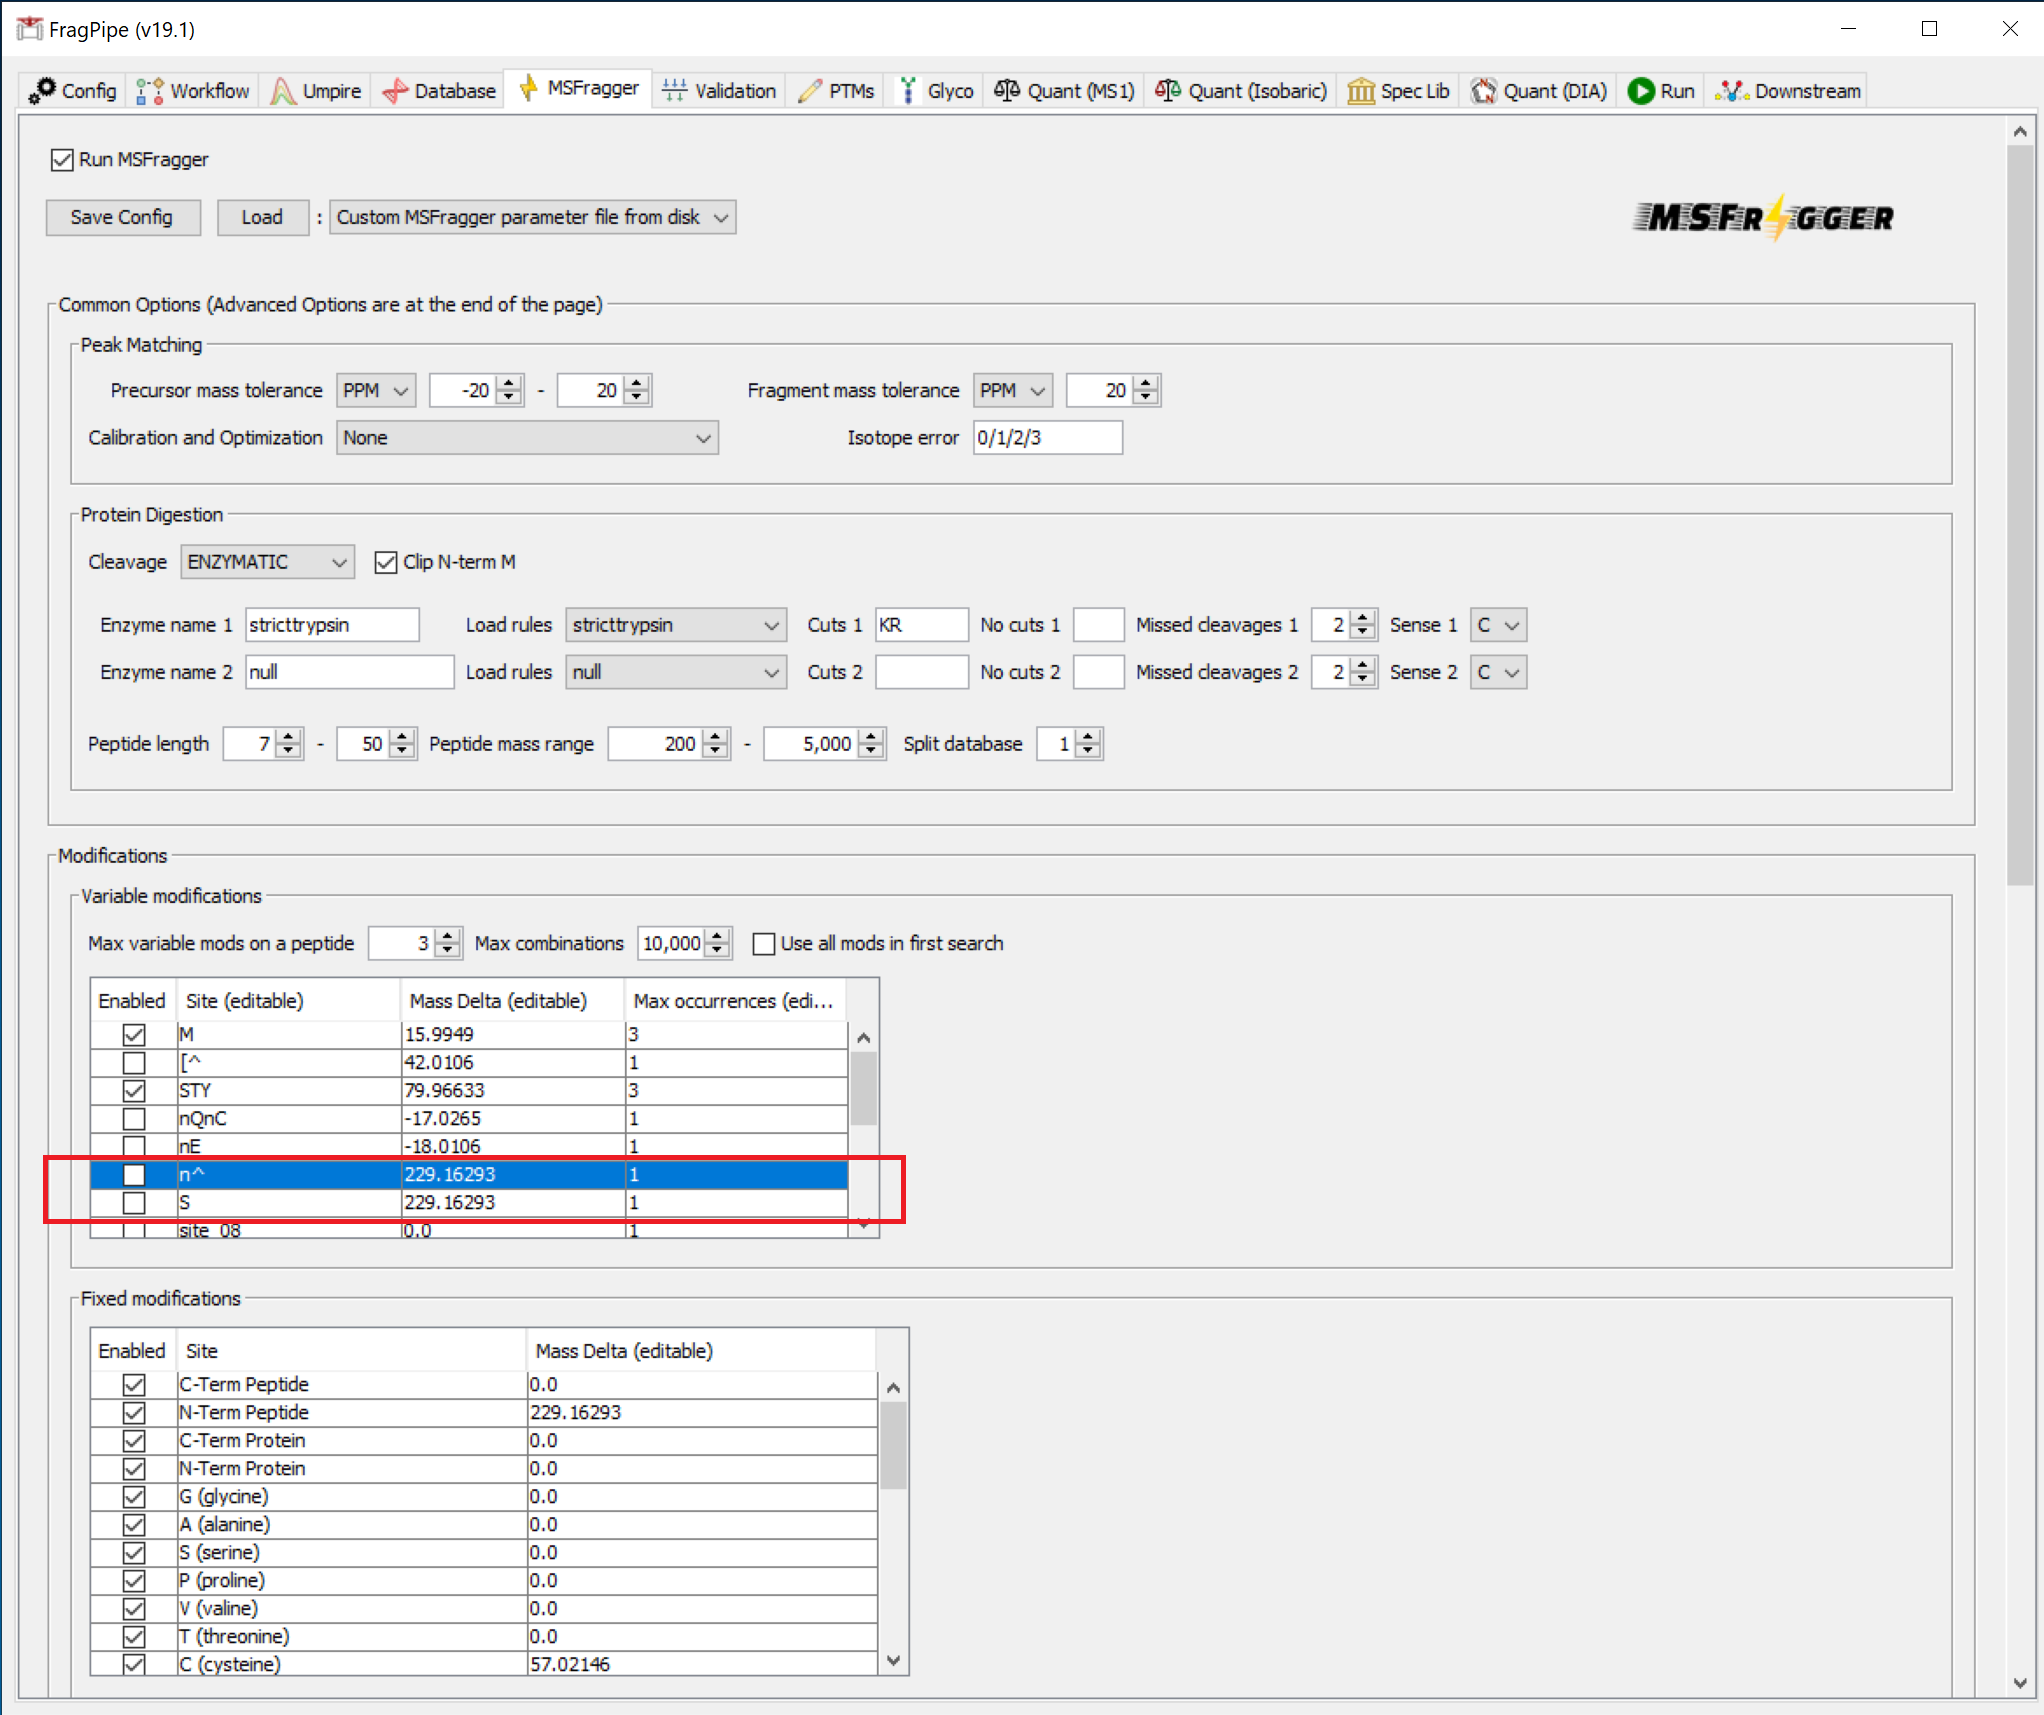 FragPipe (v19.1)
Config Workflow Umpire Database MSFragger Validation PTMs Glyco Quant (MS1) Quant (Isobaric) Spec Lib Quant (DIA) Run Downstream
Run MSFragger
Save Config Load : Custom MSFragger parameter file from disk
MSFRAGGER
Common Options (Advanced Options are at the end of the page)
Peak Matching
Precursor mass tolerance PPM -20 - 20 Fragment mass tolerance PPM 20
Calibration and Optimization None Isotope error 0/1/2/3
Protein Digestion
Cleavage ENZYMATIC Clip N-term M
Enzyme name 1 stricttrypsin Load rules stricttrypsin Cuts 1 KR No cuts 1 Missed cleavages 1 2 Sense 1 C
Enzyme name 2 null Load rules null Cuts 2 No cuts 2 Missed cleavages 2 2 Sense 2 C
Peptide length 7 - 50 Peptide mass range 200 - 5,000 Split database 1
Modifications
Variable modifications
Max variable mods on a peptide 3 Max combinations 10,000 Use all mods in first search
Enabled Site (editable) Mass Delta (editable) Max occurrences (edi...
M 15.9949 3
[^ 42.0106 1
STY 79.96633 3
nQnC -17.0265 1
nE -18.0106 1
n^ 229.16293 1
S 229.16293 1
site_08 0.0 1
Fixed modifications
Enabled Site Mass Delta (editable)
C-Term Peptide 0.0
N-Term Peptide 229.16293
C-Term Protein 0.0
N-Term Protein 0.0
G (glycine) 0.0
A (alanine) 0.0
S (serine) 0.0
P (proline) 0.0
V (valine) 0.0
T (threonine) 0.0
C (cysteine) 57.02146